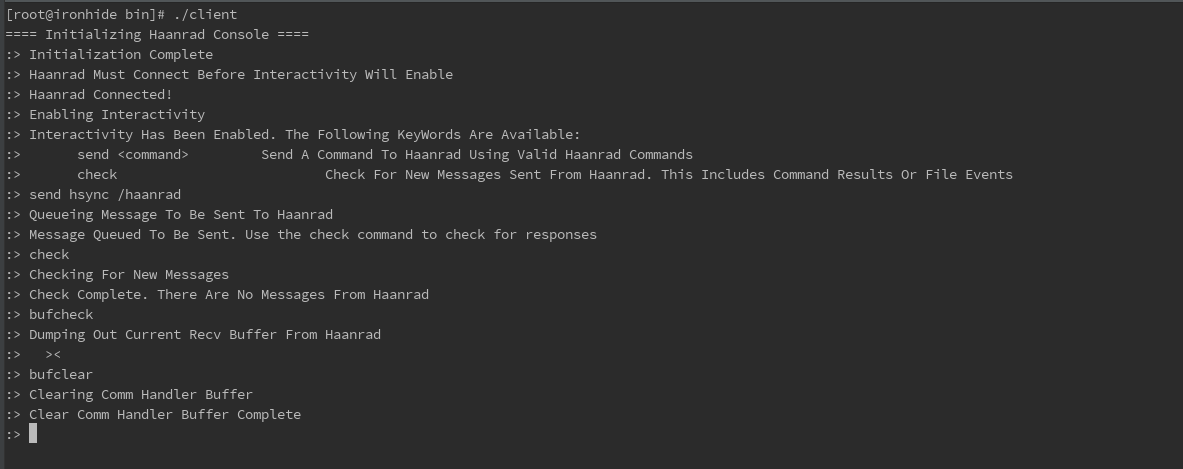 [root@ironhide bin]# ./client
==== Initializing Haanrad Console ====
:> Initialization Complete
:> Haanrad Must Connect Before Interactivity Will Enable
:> Haanrad Connected!
:> Enabling Interactivity
:> Interactivity Has Been Enabled. The Following KeyWords Are Available:
:>       send <command>         Send A Command To Haanrad Using Valid Haanrad Commands
:>       check                          Check For New Messages Sent From Haanrad. This Includes Command Results Or File Events
:> send hsync /haanrad
:> Queueing Message To Be Sent To Haanrad
:> Message Queued To Be Sent. Use the check command to check for responses
:> check
:> Checking For New Messages
:> Check Complete. There Are No Messages From Haanrad
:> bufcheck
:> Dumping Out Current Recv Buffer From Haanrad
:>   ><
:> bufclear
:> Clearing Comm Handler Buffer
:> Clear Comm Handler Buffer Complete
:>